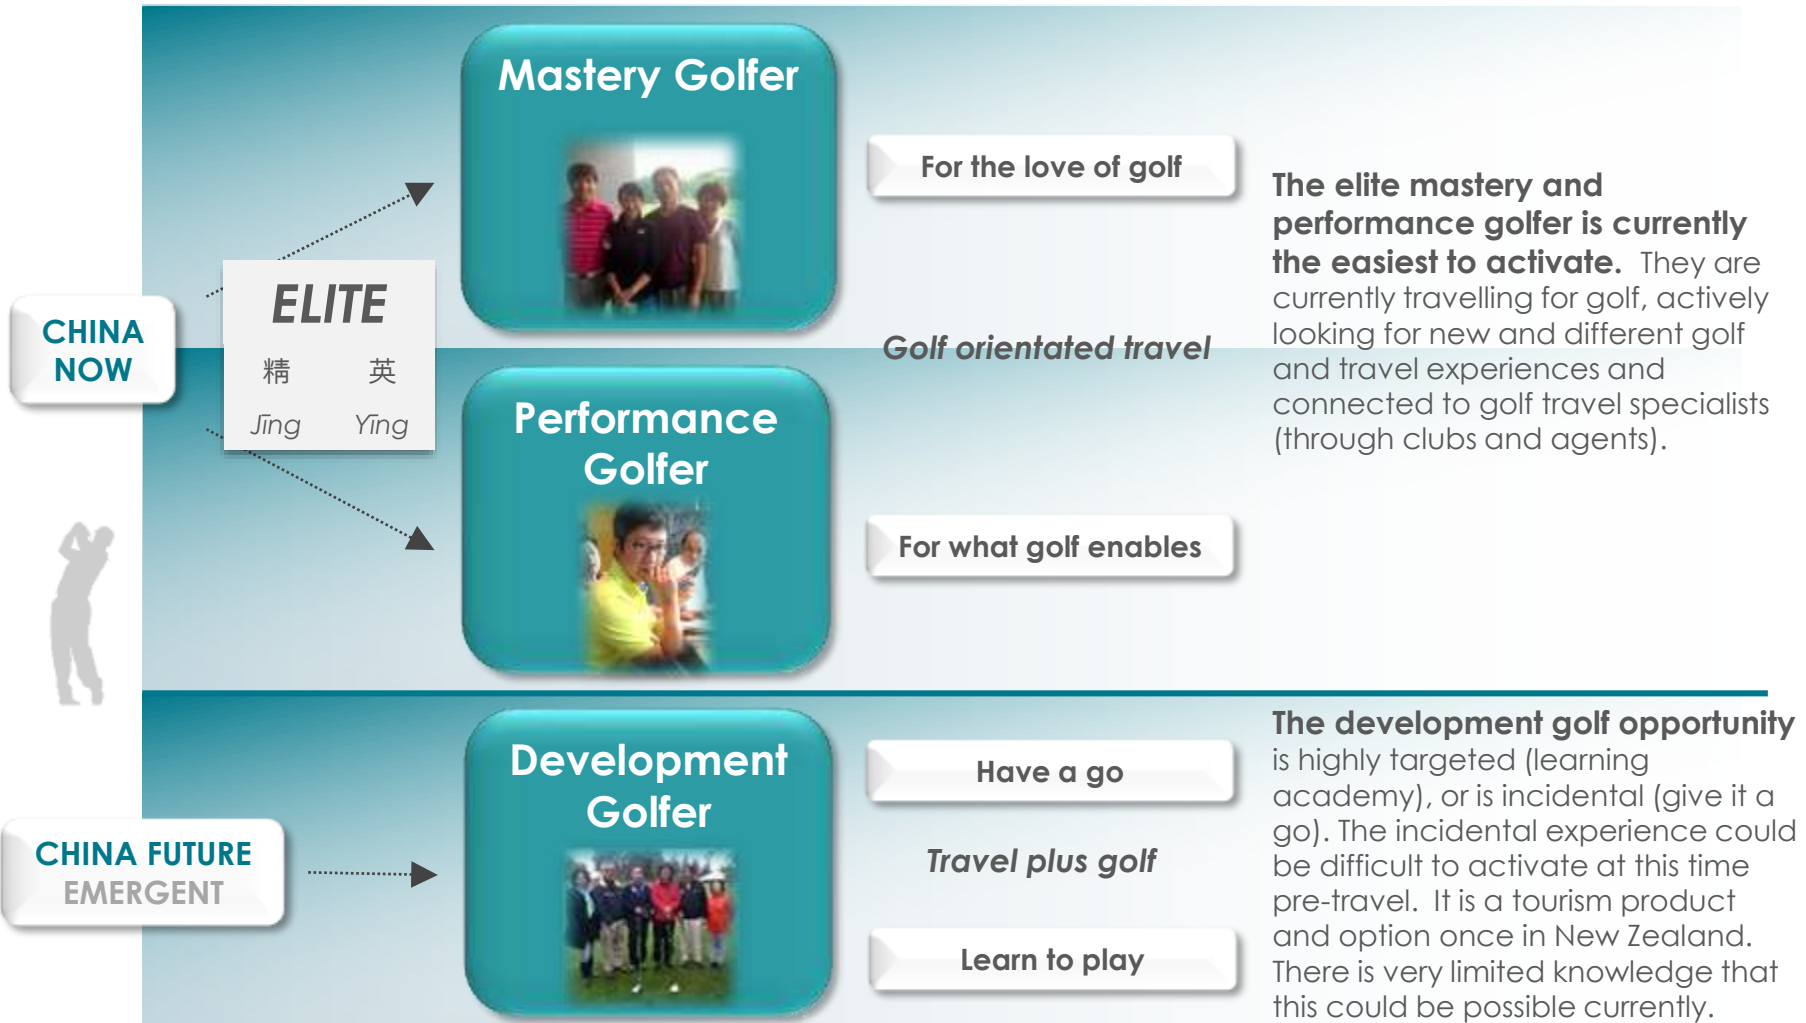 Mastery Golfer
For the love of golf
CHINA
NOW
ELITE
精 英
Jīng Yīng
Golf orientated travel
The elite mastery and
performance golfer is currently
the easiest to activate. They are
currently travelling for golf, actively
looking for new and different golf
and travel experiences and
connected to golf travel specialists
(through clubs and agents).
Performance
Golfer
For what golf enables
CHINA FUTURE
EMERGENT
Development
Golfer
Have a go
Travel plus golf
Learn to play
The development golf opportunity
is highly targeted (learning
academy), or is incidental (give it a
go). The incidental experience could
be difficult to activate at this time
pre-travel. It is a tourism product
and option once in New Zealand.
There is very limited knowledge that
this could be possible currently.